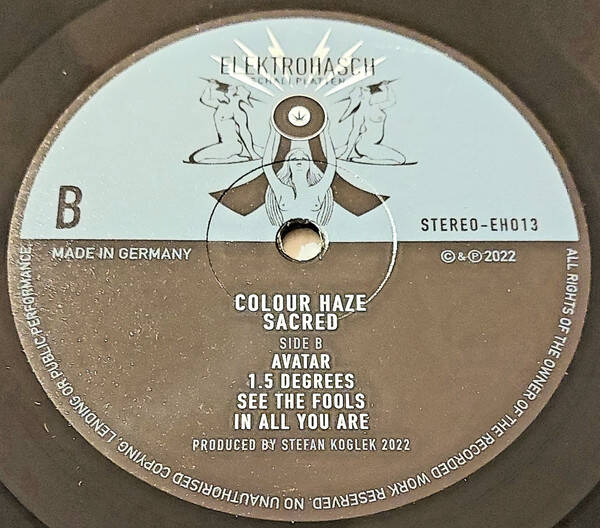 ELEKTROHASCH
SCHALLPLATTEN
B
STEREO-EH013
MADE IN GERMANY
©&℗2022
COLOUR HAZE
SACRED
SIDE B
AVATAR
1.5 DEGREES
SEE THE FOOLS
IN ALL YOU ARE
PRODUCED BY STEFAN KOGLEK 2022
ALL RIGHTS OF THE OWNER OF THE RECORDED WORK RESERVED. NO UNAUTHORISED COPYING, LENDING OR PUBLIC PERFORMANCE.